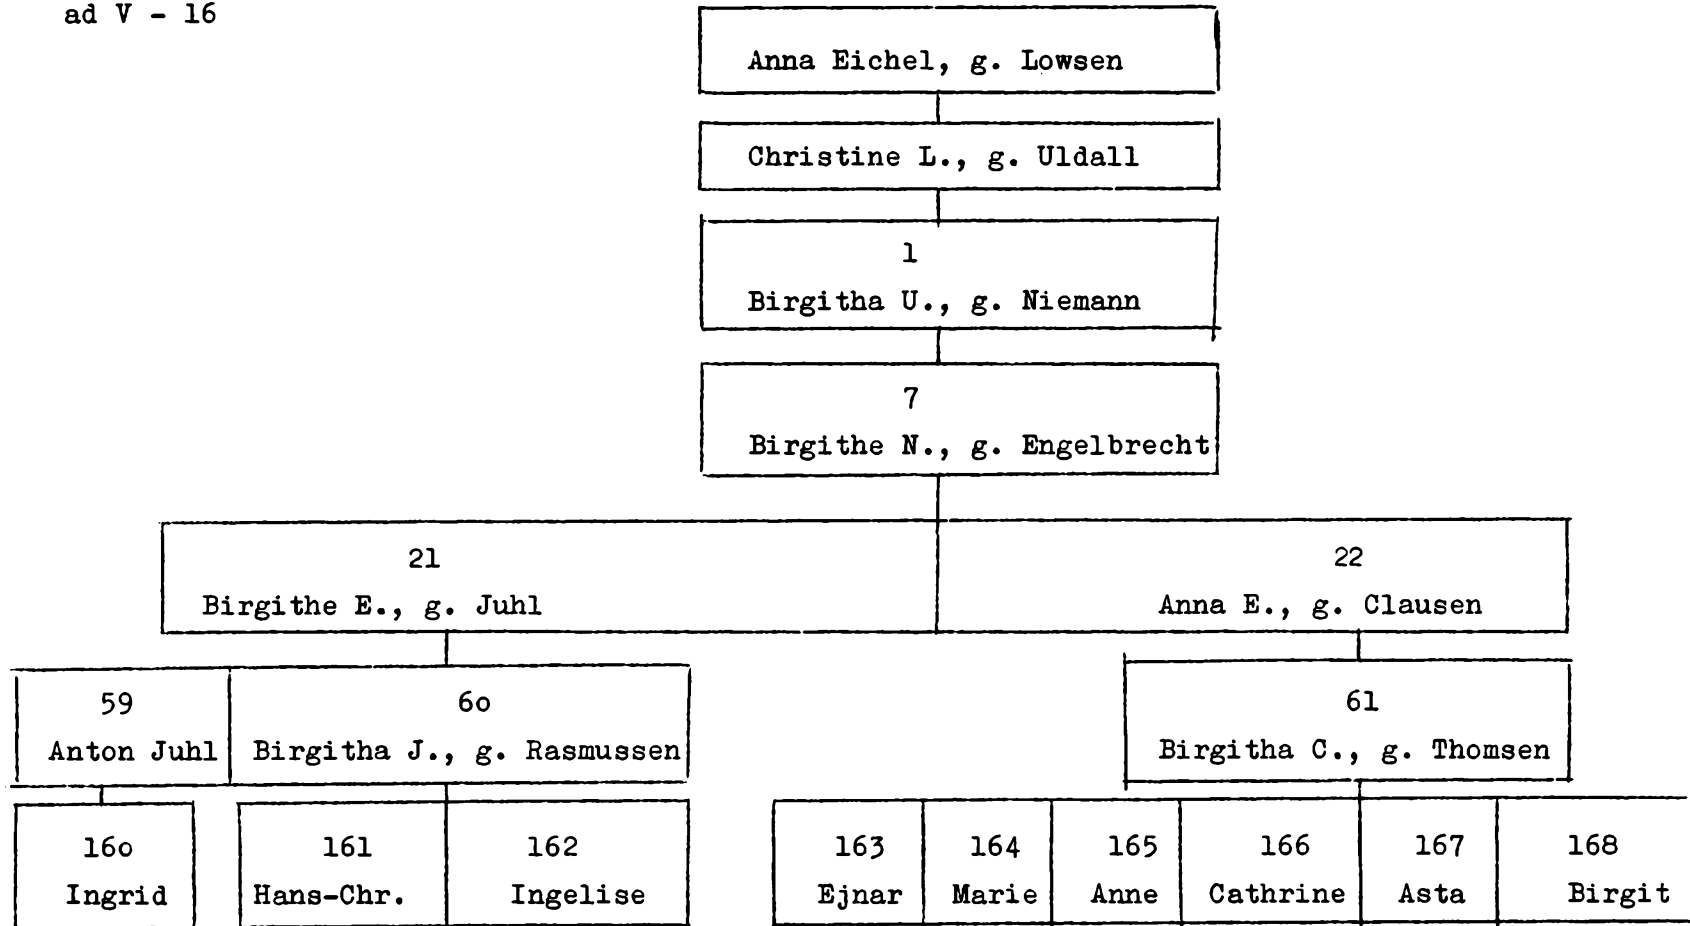 ad V - 16
Anna Eichel, g. Lowsen
Christine L., g. Uldall
1
Birgitha U., g. Niemann
7
Birgithe N., g. Engelbrecht
21 22
Birgithe E., g. Juhl Anna E., g. Clausen
59 6o 61
Anton Juhl Birgitha J., g. Rasmussen Birgitha C., g. Thomsen
16o 161 162 163 164 165 166 167 168
Ingrid Hans-Chr. Ingelise Ejnar Marie Anne Cathrine Asta Birgit